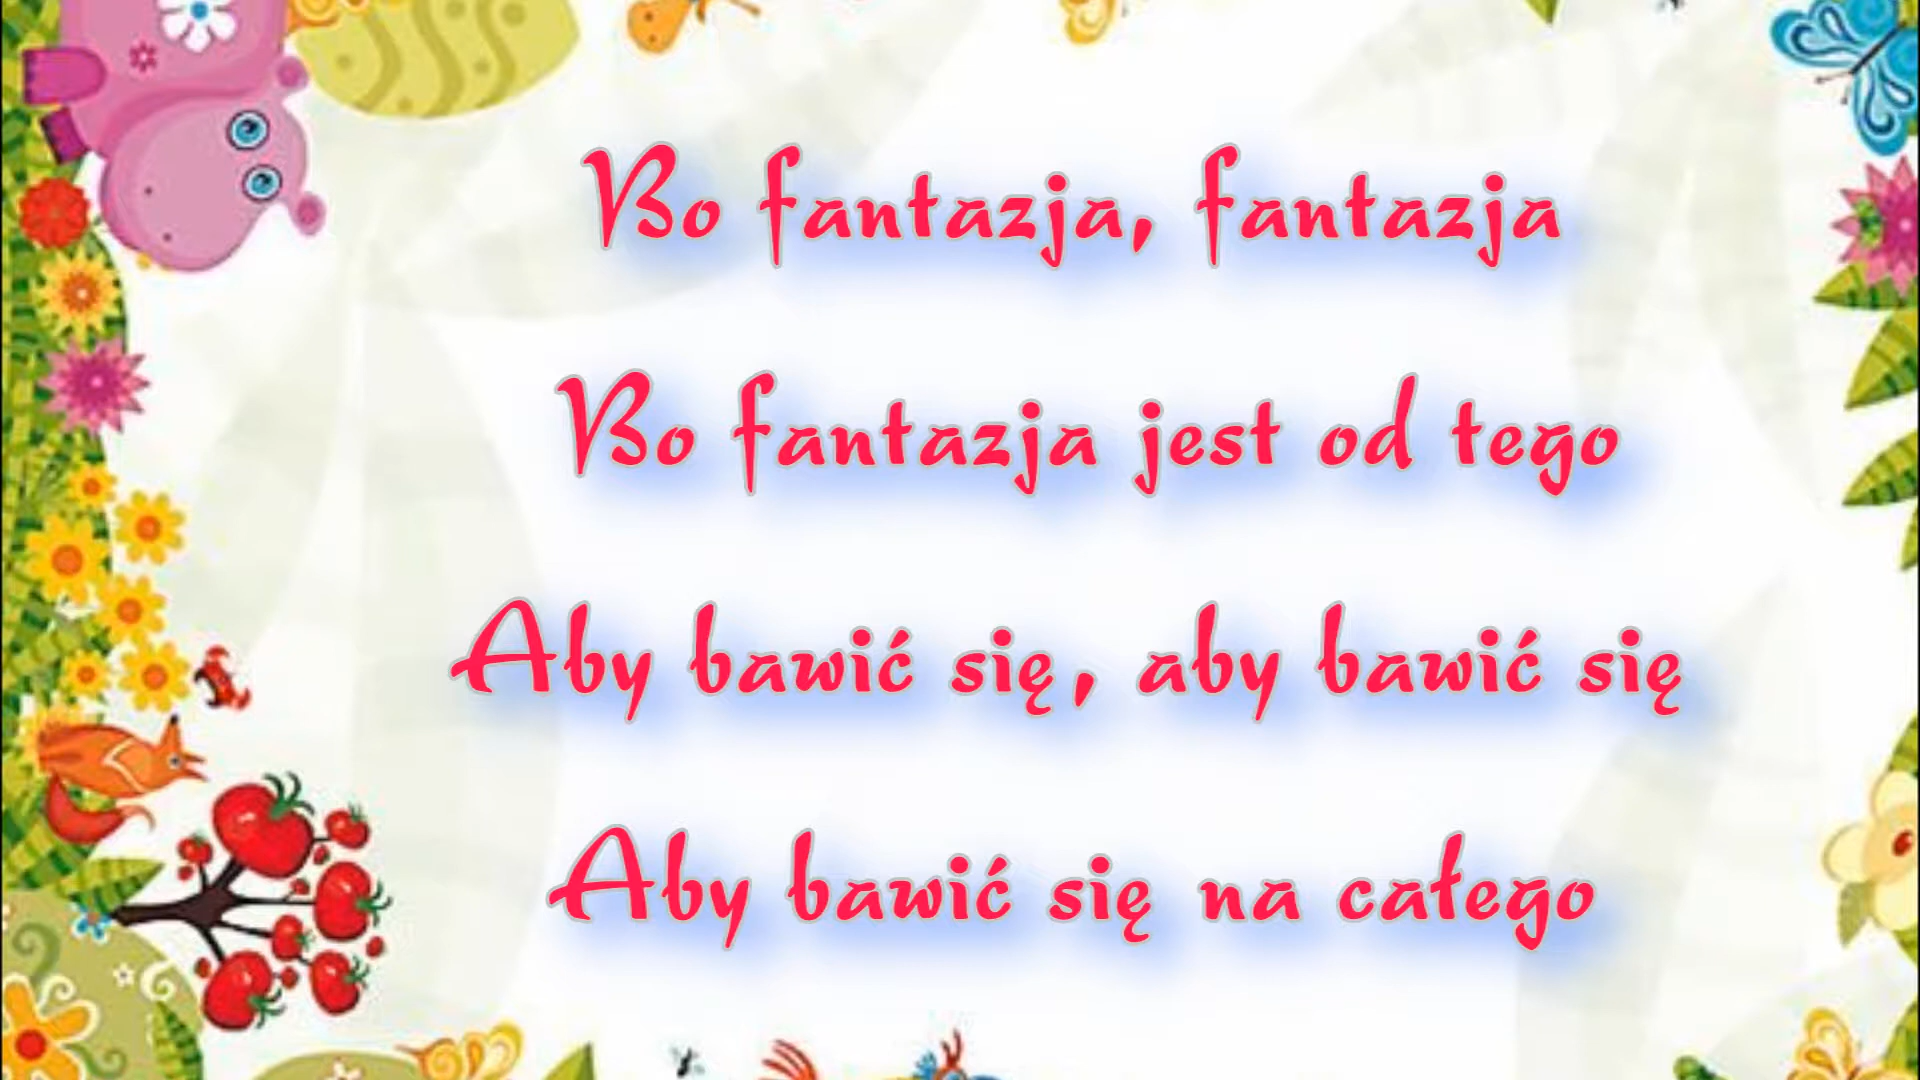 Bo fantazja, fantazja
Bo fantazja jest od tego
Aby bawić się, aby bawić się
Aby bawić się na całego